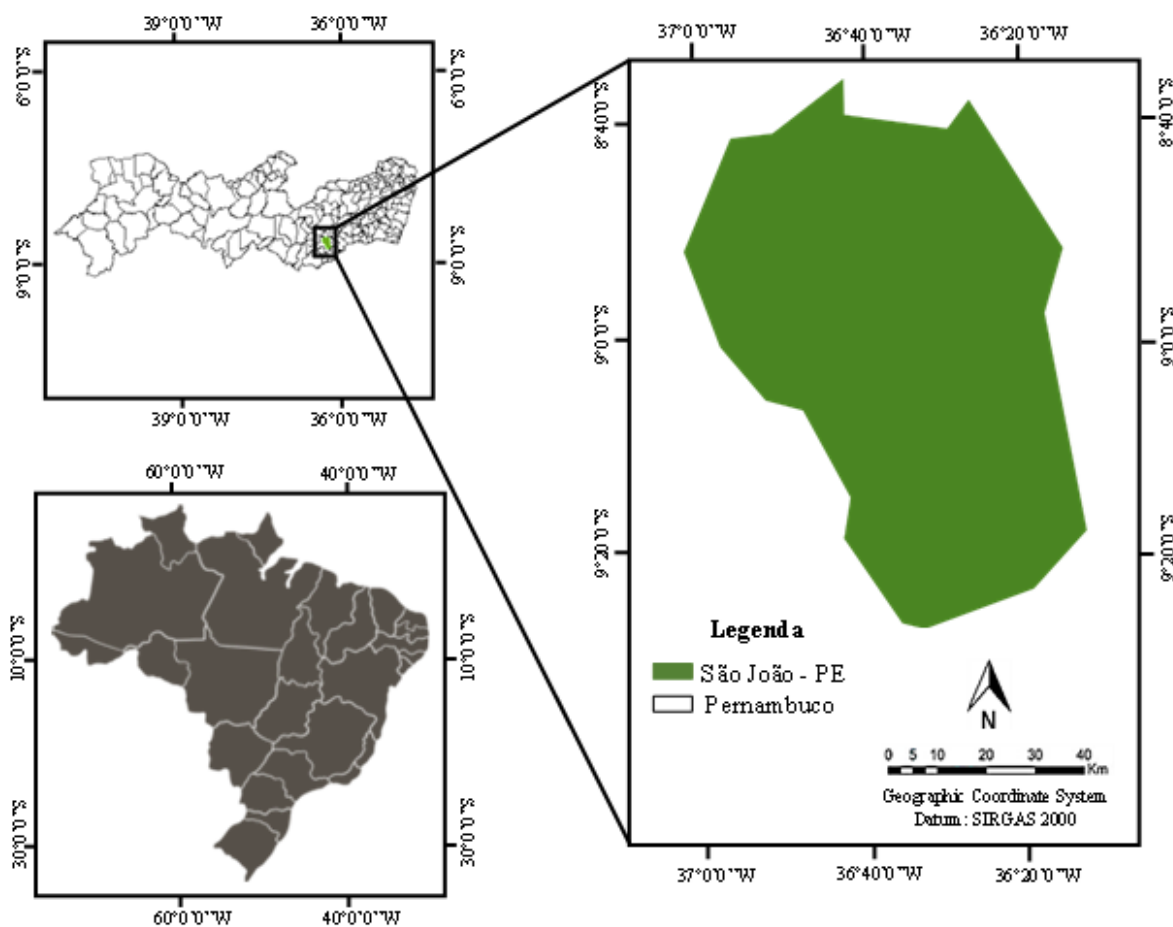 39°0'0"W 36°0'0"W
6°0'0"S
6°0'0"S
9°0'0"S
9°0'0"S
39°0'0"W 36°0'0"W
60°0'0"W 40°0'0"W
10°0'0"S
10°0'0"S
30°0'0"S
30°0'0"S
60°0'0"W 40°0'0"W
37°0'0"W 36°40'0"W 36°20'0"W
8°40'0"S
8°40'0"S
9°0'0"S
9°0'0"S
9°20'0"S
9°20'0"S
Legenda
São João - PE
Pernambuco
N
0 5 10 20 30 40
Km
Geographic Coordinate System
Datum: SIRGAS 2000
37°0'0"W 36°40'0"W 36°20'0"W